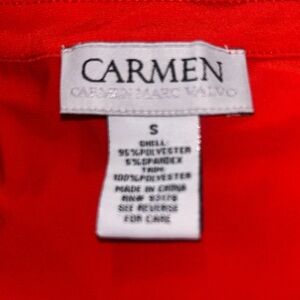 CARMEN
CARMEN MARC VALVO
S
SHELL
95%POLYESTER
5%SPANDEX
TRIM
100%POLYESTER
MADE IN CHINA
RN#
SEE REVERSE
FOR CARE